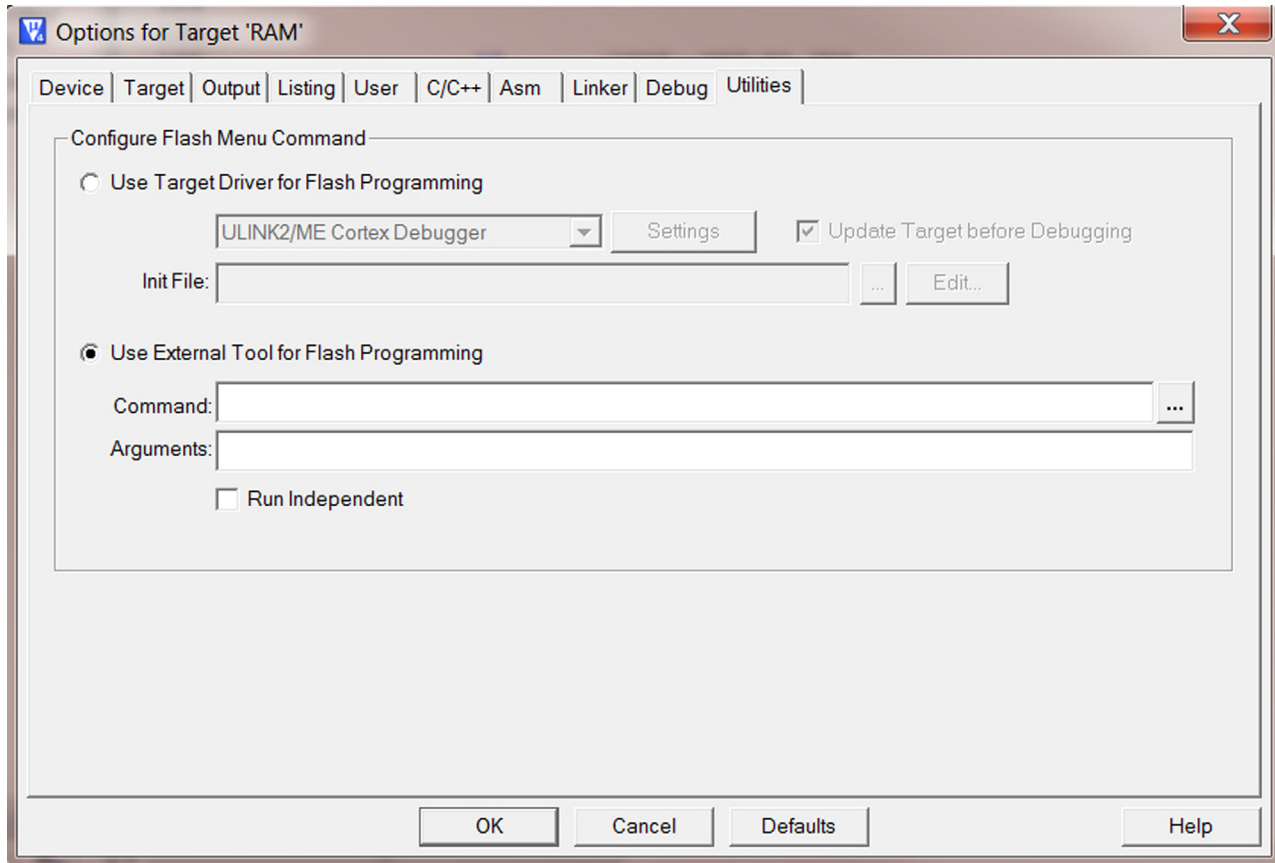 Options for Target 'RAM'
Device Target Output Listing User C/C++ Asm Linker Debug Utilities
Configure Flash Menu Command
Use Target Driver for Flash Programming
ULINK2/ME Cortex Debugger Settings Update Target before Debugging
Init File: ... Edit...
Use External Tool for Flash Programming
Command: ...
Arguments:
Run Independent
OK Cancel Defaults Help